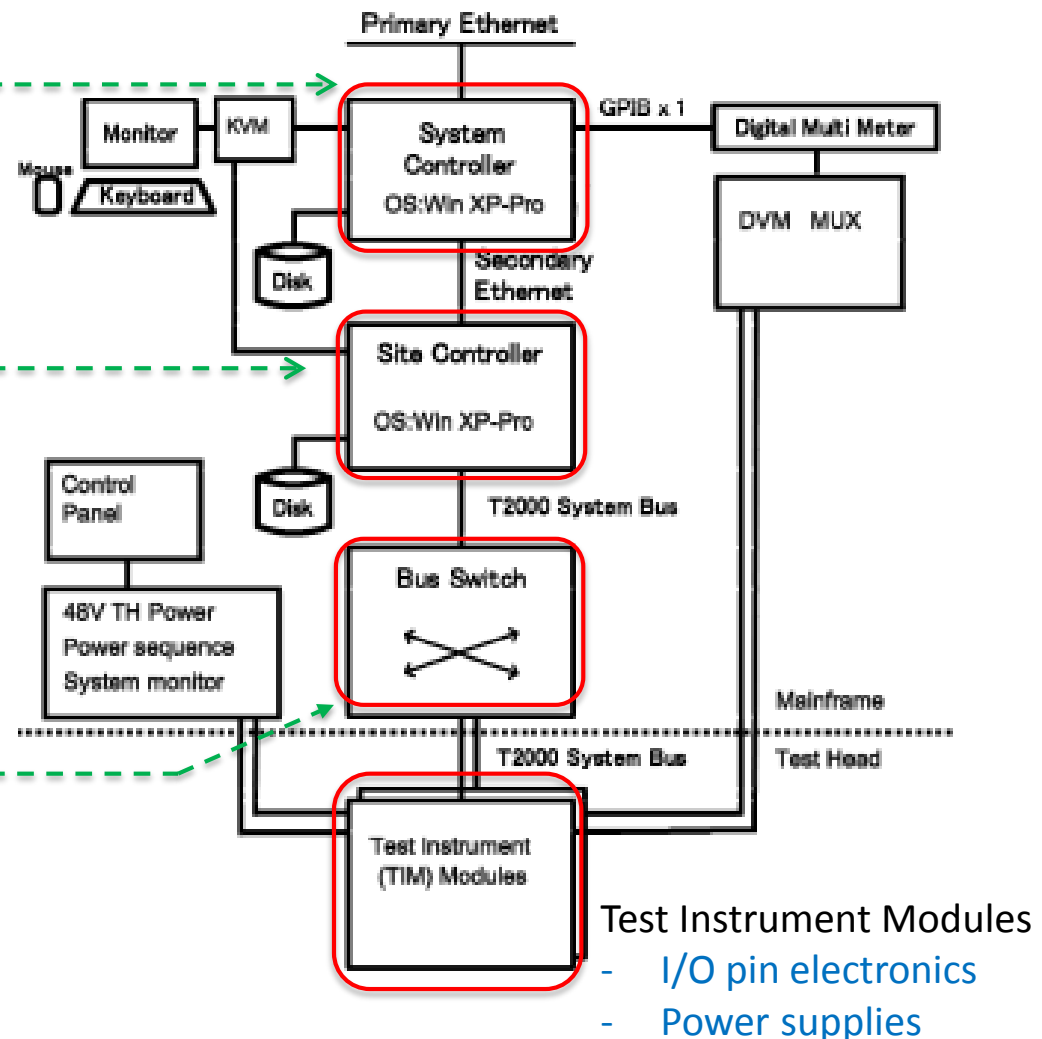 Primary Ethernet
Monitor
KVM
Mouse
Keyboard
System
Controller
OS:Win XP-Pro
GPIB x 1
Digital Multi Meter
DVM MUX
Disk
Secondary
Ethernet
Site Controller
OS:Win XP-Pro
Disk
T2000 System Bus
Control
Panel
Bus Switch
48V TH Power
Power sequence
System monitor
Mainframe
T2000 System Bus
Test Head
Test Instrument
(TIM) Modules
Test Instrument Modules
- I/O pin electronics
- Power supplies